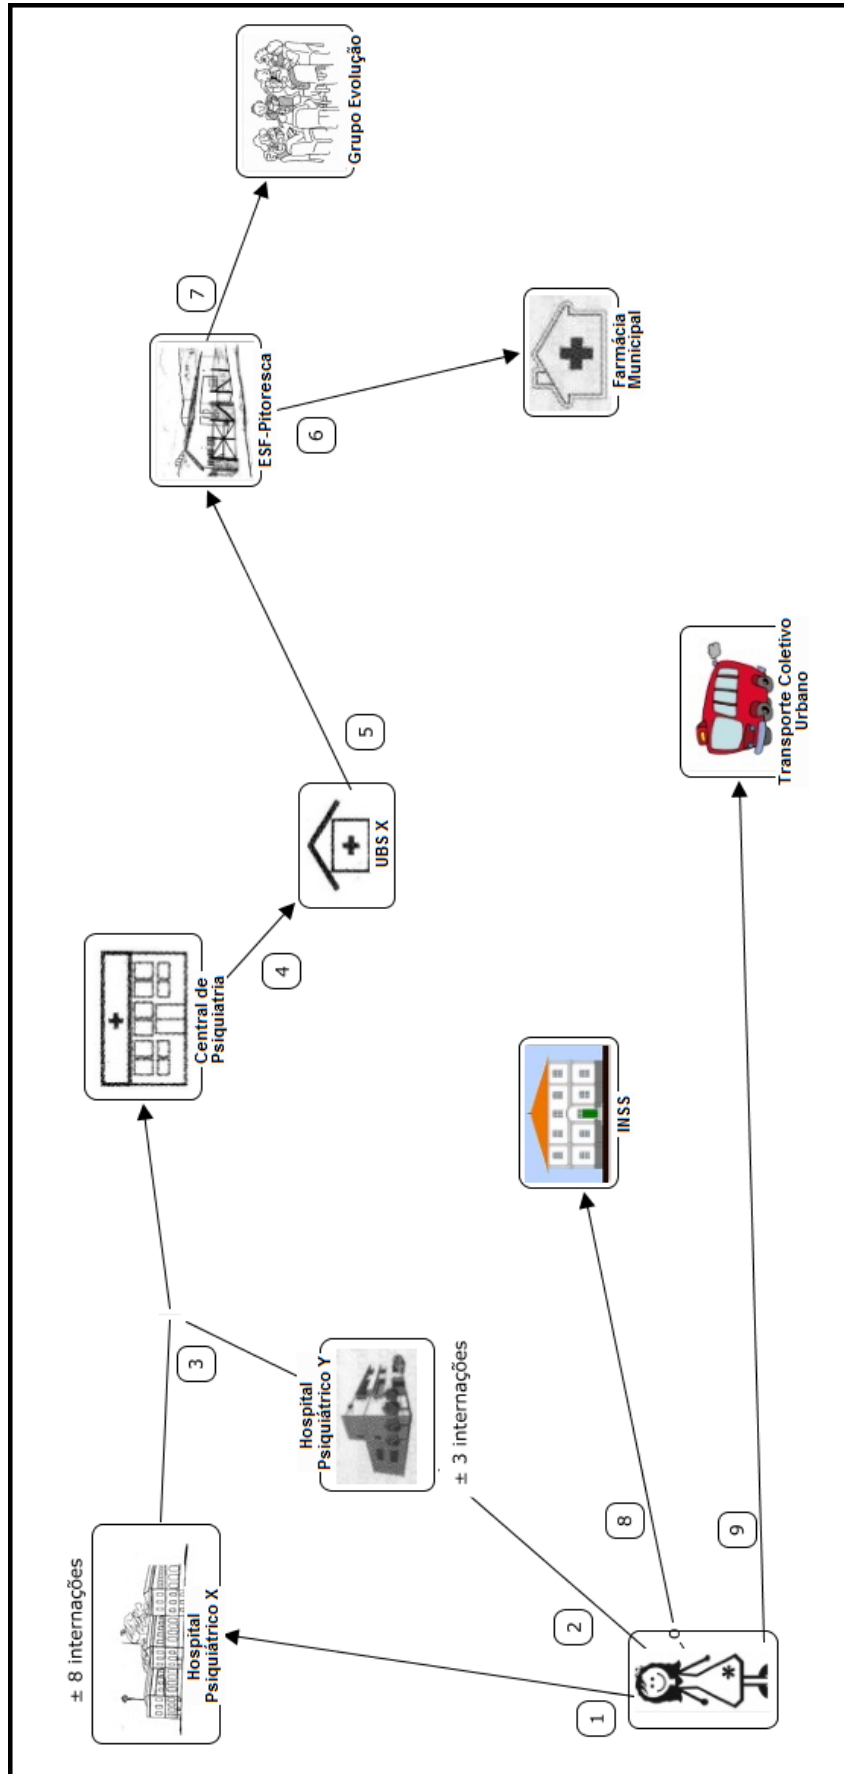 ± 8 internações
Hospital
Psiquiátrico X
3
Central de
Psiquiatria
7
ESF-Pitoresca
4
6
Hospital
Psiquiátrico Y
Grupo Evolução
5
UBS X
± 3 internações
1
2
8
INSS
Farmácia
Municipal
9
Transporte Coletivo
Urbano